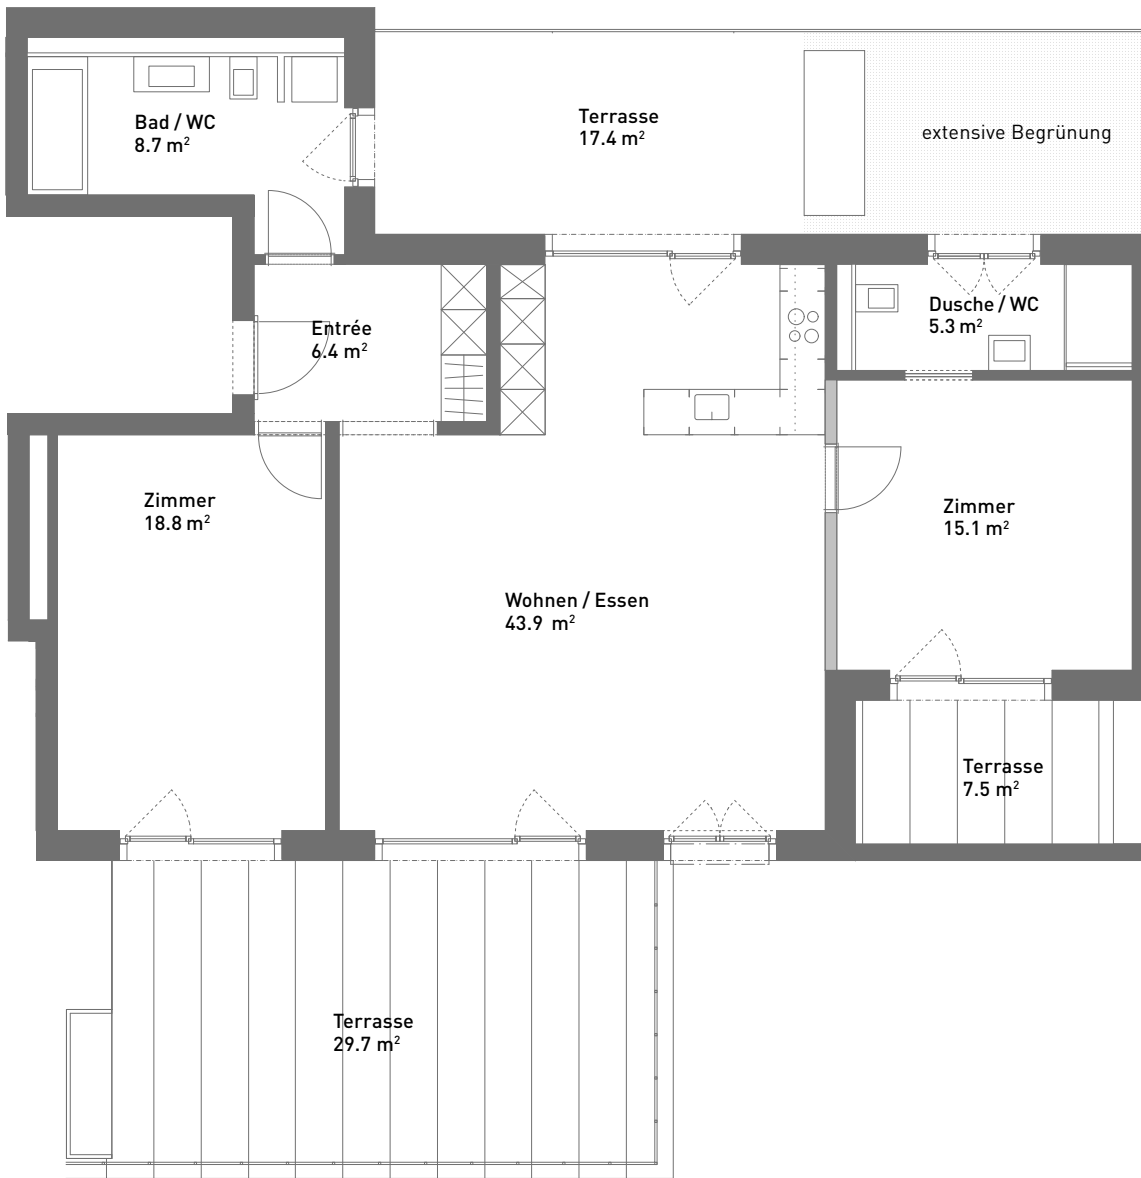 Bad / WC
8.7 m²
Terrasse
17.4 m²
extensive Begrünung
Entrée
6.4 m²
Dusche / WC
5.3 m²
Zimmer
18.8 m²
Zimmer
15.1 m²
Wohnen / Essen
43.9 m²
Terrasse
7.5 m²
Terrasse
29.7 m²